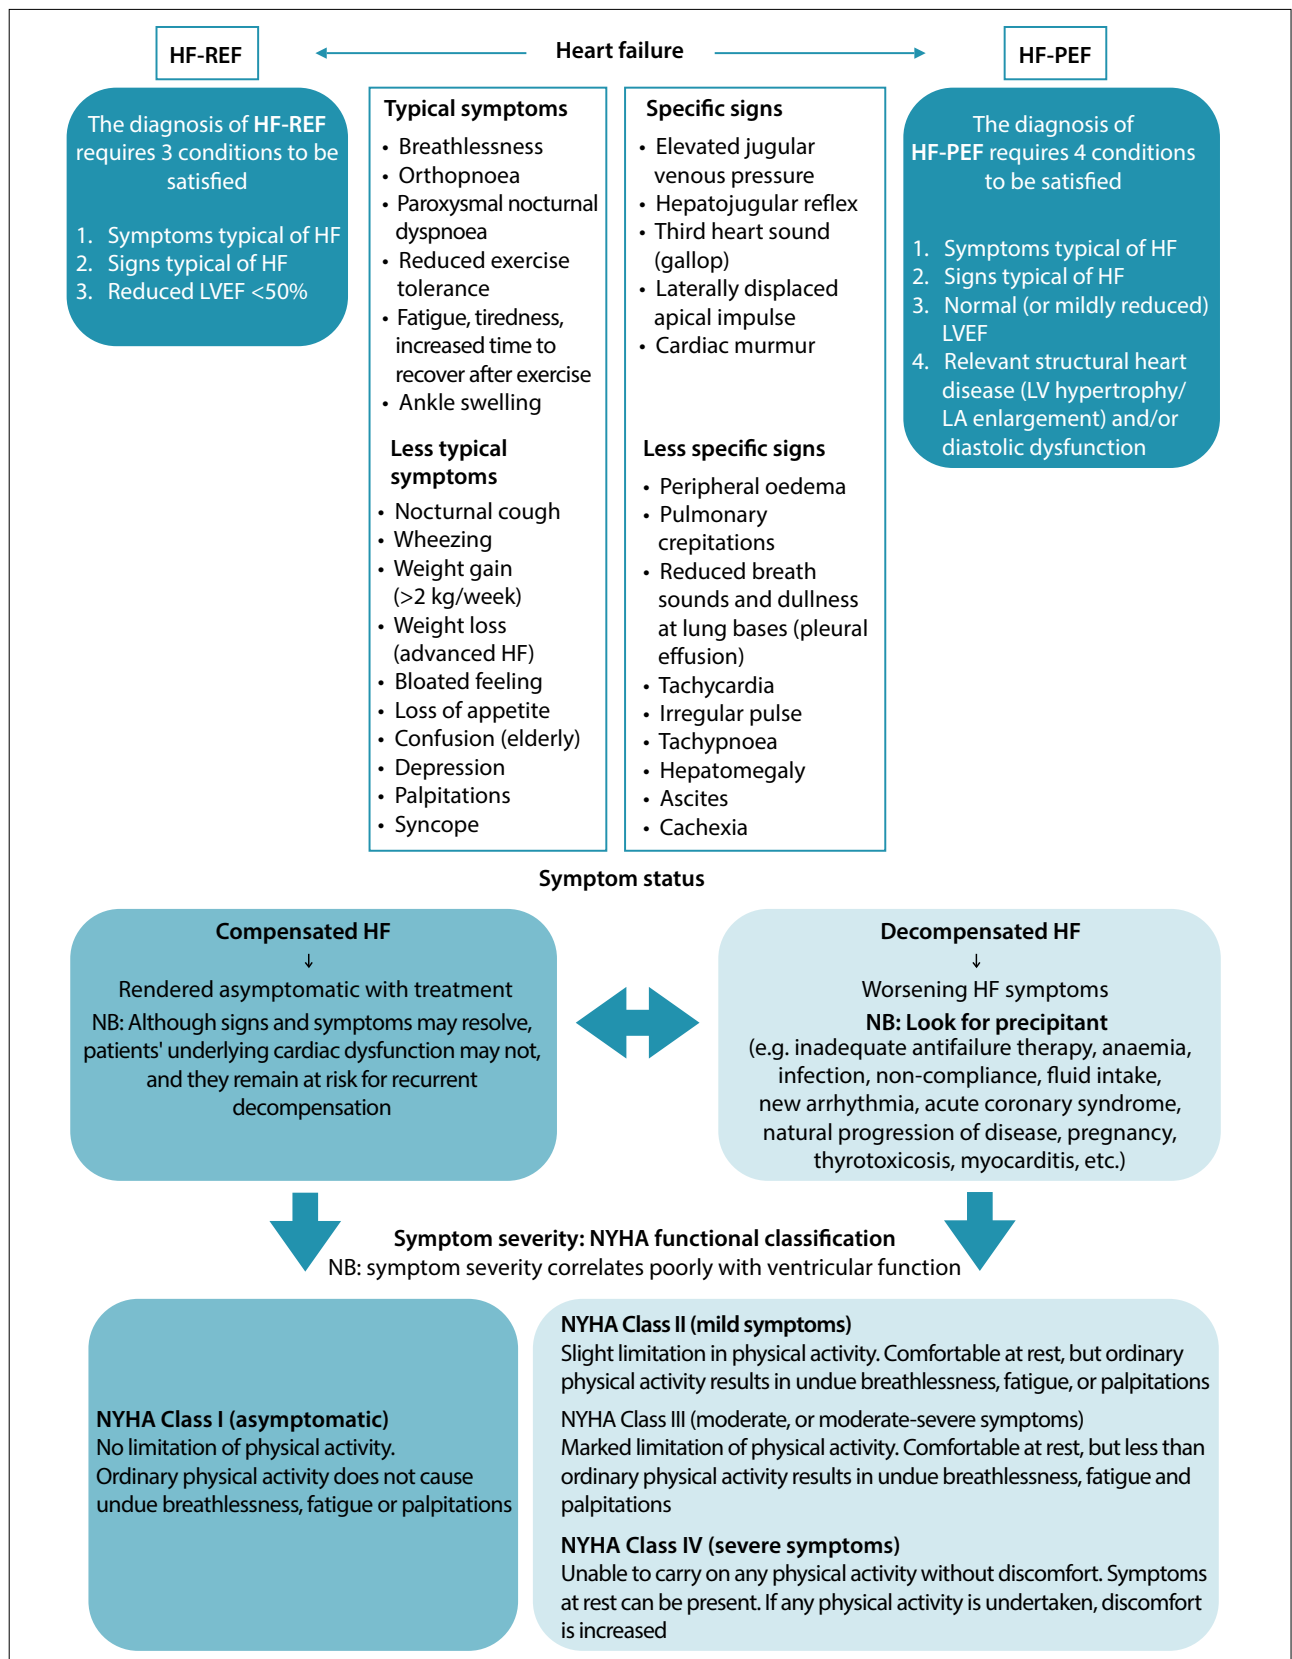 HF-REF
Heart failure
HF-PEF
The diagnosis of HF-REF
requires 3 conditions to be
satisfied
1. Symptoms typical of HF
2. Signs typical of HF
3. Reduced LVEF <50%
Typical symptoms
• Breathlessness
• Orthopnoea
• Paroxysmal nocturnal
dyspnoea
• Reduced exercise
tolerance
• Fatigue, tiredness,
increased time to
recover after exercise
• Ankle swelling
Less typical
symptoms
• Nocturnal cough
• Wheezing
• Weight gain
(>2 kg/week)
• Weight loss
(advanced HF)
• Bloated feeling
• Loss of appetite
• Confusion (elderly)
• Depression
• Palpitations
• Syncope
Specific signs
• Elevated jugular
venous pressure
• Hepatojugular reflex
• Third heart sound
(gallop)
• Laterally displaced
apical impulse
• Cardiac murmur
Less specific signs
• Peripheral oedema
• Pulmonary
crepitations
• Reduced breath
sounds and dullness
at lung bases (pleural
effusion)
• Tachycardia
• Irregular pulse
• Tachypnoea
• Hepatomegaly
• Ascites
• Cachexia
The diagnosis of
HF-PEF requires 4 conditions
to be satisfied
1. Symptoms typical of HF
2. Signs typical of HF
3. Normal (or mildly reduced)
LVEF
4. Relevant structural heart
disease (LV hypertrophy/
LA enlargement) and/or
diastolic dysfunction
Symptom status
Compensated HF
↓
Rendered asymptomatic with treatment
NB: Although signs and symptoms may resolve,
patients' underlying cardiac dysfunction may not,
and they remain at risk for recurrent
decompensation
Decompensated HF
↓
Worsening HF symptoms
NB: Look for precipitant
(e.g. inadequate antifailure therapy, anaemia,
infection, non-compliance, fluid intake,
new arrhythmia, acute coronary syndrome,
natural progression of disease, pregnancy,
thyrotoxicosis, myocarditis, etc.)
Symptom severity: NYHA functional classification
NB: symptom severity correlates poorly with ventricular function
NYHA Class I (asymptomatic)
No limitation of physical activity.
Ordinary physical activity does not cause
undue breathlessness, fatigue or palpitations
NYHA Class II (mild symptoms)
Slight limitation in physical activity. Comfortable at rest, but ordinary
physical activity results in undue breathlessness, fatigue, or palpitations
NYHA Class III (moderate, or moderate-severe symptoms)
Marked limitation of physical activity. Comfortable at rest, but less than
ordinary physical activity results in undue breathlessness, fatigue and
palpitations
NYHA Class IV (severe symptoms)
Unable to carry on any physical activity without discomfort. Symptoms
at rest can be present. If any physical activity is undertaken, discomfort
is increased